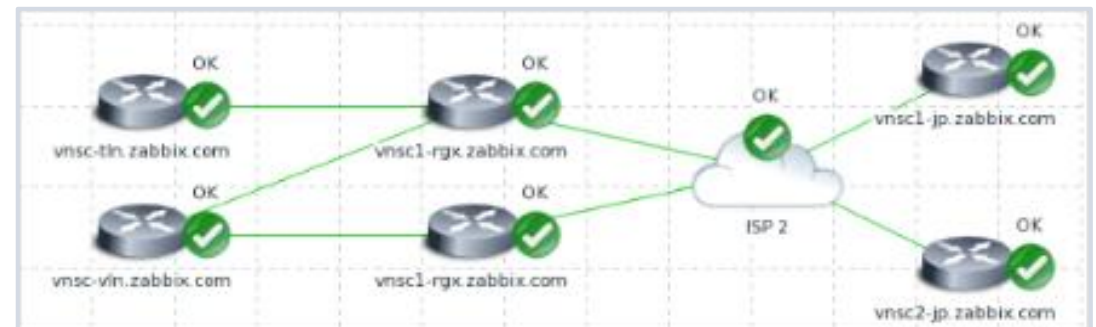 OK
vnsc-tln.zabbix.com
OK
vnsc1-rgx.zabbix.com
OK
ISP 2
OK
vnsc1-jp.zabbix.com
OK
vnsc-vln.zabbix.com
OK
vnsc1-rgx.zabbix.com
OK
vnsc2-jp.zabbix.com